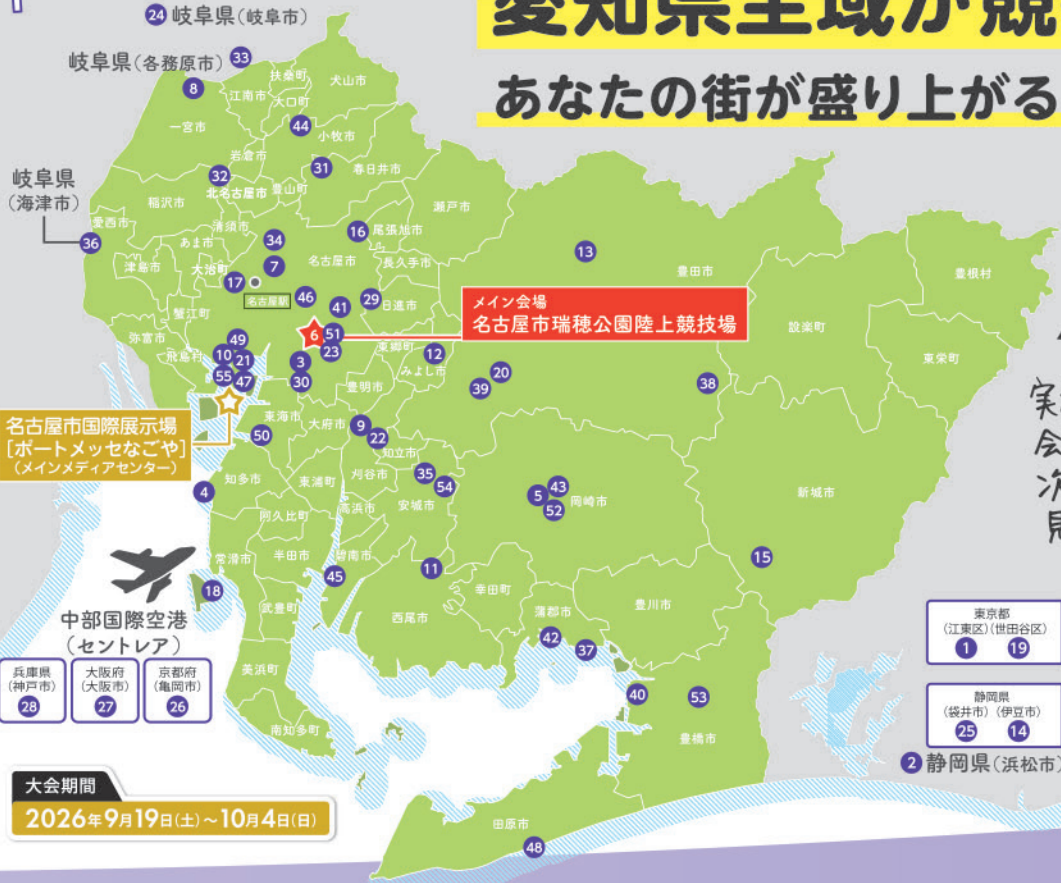 愛知県全域が競
あなたの街が盛り上がる
24 岐阜県(岐阜市)
岐阜県(各務原市) 33
8
扶桑町
犬山市
江南市
大口町
一宮市
44
小牧市
岩倉市
31
春日井市
32
北名古屋市
豊山町
岐阜県
(海津市)
36
稲沢市
瀬戸市
愛西市
清須市
16 尾張旭市
あま市
34
13
津島市
大治町
7
名古屋市
長久手市
豊田市
豊根村
17
名古屋駅
46
41
29
日進市
蟹江町
メイン会場
名古屋市瑞穂公園陸上競技場
6
51
23
設楽町
弥富市
49
飛島村
10
21
3
東郷町
12
みよし市
東栄町
55
47
30
豊明市
20
39
38
名古屋市国際展示場
[ポートメッセなごや]
(メインメディアセンター)
東海市
大府市
9
50
22
知立市
実
会
次
見
知多市
東浦町
刈谷市
35
54
4
高浜市
安城市
5
43
52
岡崎市
新城市
阿久比町
常滑市
半田市
碧南市
11
15
18
45
幸田町
武豊町
西尾市
蒲郡市
豊川市
中部国際空港
(セントレア)
42
37
兵庫県
(神戸市)
28
大阪府
(大阪市)
27
京都府
(亀岡市)
26
美浜町
40
53
南知多町
豊橋市
東京都
(江東区)(世田谷区)
1 19
静岡県
(袋井市)(伊豆市)
25 14
2 静岡県(浜松市)
大会期間
2026年9月19日(土)～10月4日(日)
田原市
48